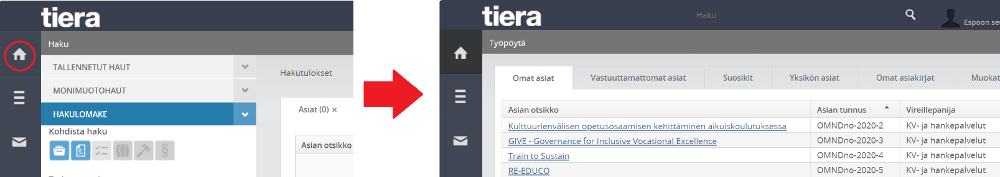 tiera
Haku
TALLENNETUT HAUT
MONIMUOTOHAUT
HAKULOMAKE
Kohdista haku
Hakutulokset
Asiat (0) ×
Asian otsikko
tiera
Haku
Espoon se
Työpöytä
Omat asiat Vastuuttamattomat asiat Suosikit Yksikön asiat Omat asiakirjat Muokat
Asian otsikko Asian tunnus Vireillepanija
Kulttuurienvälisen opetusosaamisen kehittäminen aikuiskoulutuksessa OMNDno-2020-2 KV- ja hankepalvelut
GIVE - Governance for Inclusive Vocational Excellence OMNDno-2020-3 KV- ja hankepalvelut
Train to Sustain OMNDno-2020-4 KV- ja hankepalvelut
RE-EDUCO OMNDno-2020-5 KV- ja hankepalvelut